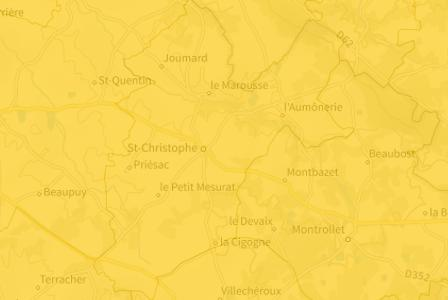 rière
D62
Joumard
St-Quentin
le Marousse
l'Aumônerie
St-Christophe
Beaubost
Priésac
Montbazet
Beaupuy
le Petit Mesurat
la B
le Devaix
Montrollet
la Cigogne
D352
Terracher
Villechéroux